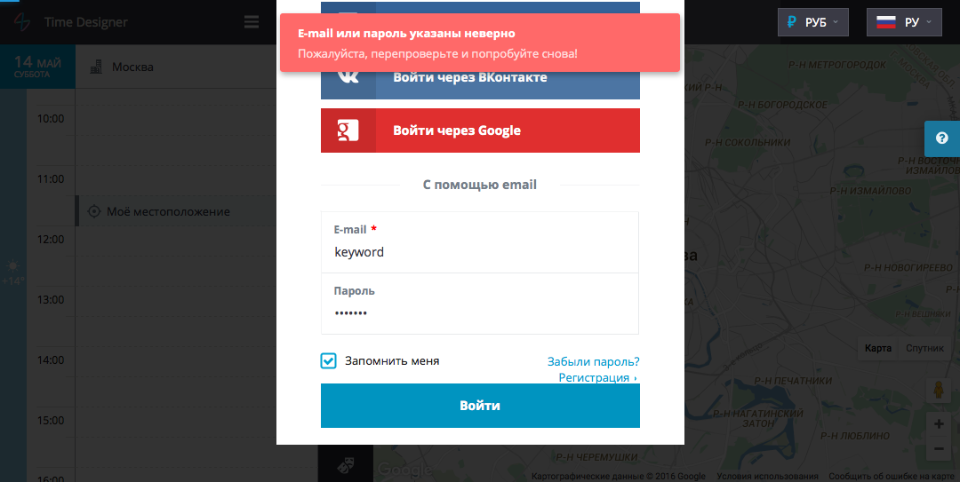 Time Designer
РУБ
РУ
E-mail или пароль указаны неверно
Пожалуйста, перепроверьте и попробуйте снова!
14 МАЙ
СУББОТА
Москва
Войти через ВКонтакте
Войти через Google
С помощью email
E-mail *
keyword
Пароль
•••••••
Запомнить меня
Забыли пароль?
Регистрация ›
Войти
10:00
11:00
Моё местоположение
12:00
+14°
13:00
14:00
15:00
16:00
Р-Н МЕТРОГОРОДОК
Р-Н БОГОРОДСКОЕ
Р-Н СОКОЛЬНИКИ
Р-Н ИЗМАЙЛОВО
Р-Н НОВОГИРЕЕВО
Карта
Спутник
Р-Н ПЕЧАТНИКИ
Р-Н НАГАТИНСКИЙ
ЗАТОН
Р-Н ЛЮБЛИНО
Р-Н ЧЕРЕМУШКИ
Google
Картографические данные © 2016 Google
Условия использования
Сообщить об ошибке на карте